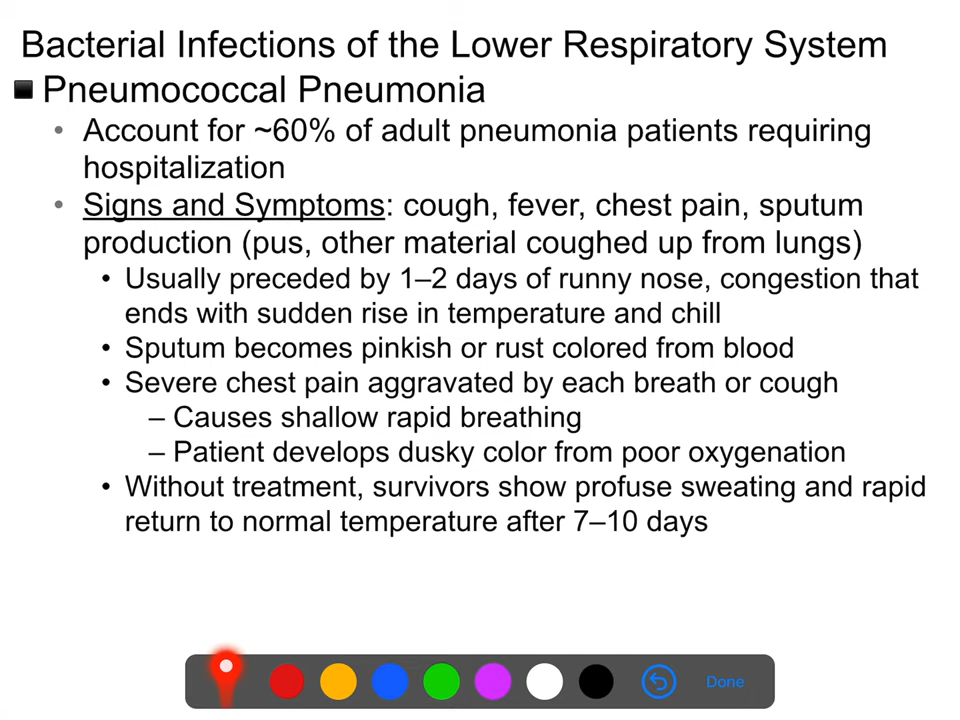 Bacterial Infections of the Lower Respiratory System
■ Pneumococcal Pneumonia
• Account for ~60% of adult pneumonia patients requiring
hospitalization
• Signs and Symptoms: cough, fever, chest pain, sputum
production (pus, other material coughed up from lungs)
• Usually preceded by 1–2 days of runny nose, congestion that
ends with sudden rise in temperature and chill
• Sputum becomes pinkish or rust colored from blood
• Severe chest pain aggravated by each breath or cough
– Causes shallow rapid breathing
– Patient develops dusky color from poor oxygenation
• Without treatment, survivors show profuse sweating and rapid
return to normal temperature after 7–10 days
Done